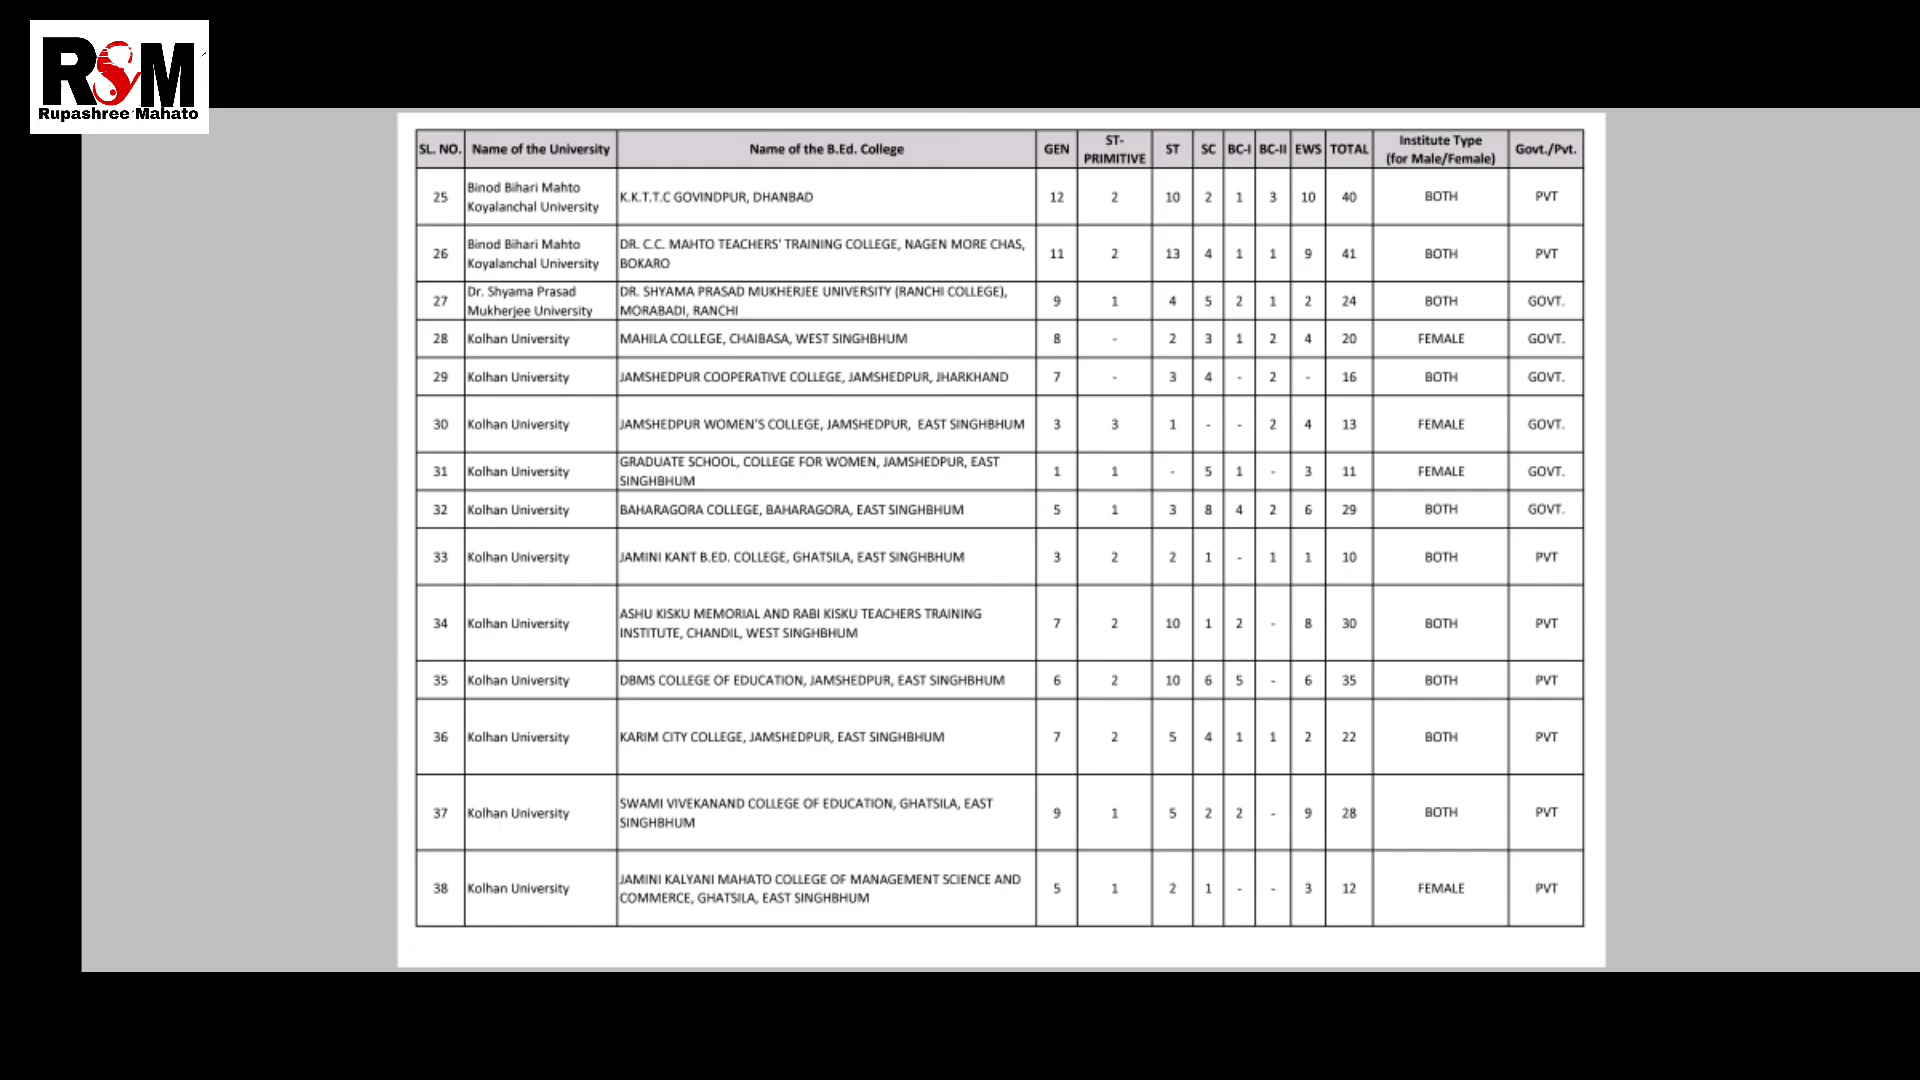 RSM
Rupashree Mahato
SL. NO. Name of the University Name of the B.Ed. College GEN ST-PRIMITIVE ST SC BC-I BC-II EWS TOTAL Institute Type (for Male/Female) Govt./Pvt.
25 Binod Bihari Mahto Koyalanchal University K.K.T.T.C GOVINDPUR, DHANBAD 12 2 10 2 1 3 10 40 BOTH PVT
26 Binod Bihari Mahto Koyalanchal University DR. C.C. MAHTO TEACHERS' TRAINING COLLEGE, NAGEN MORE CHAS, BOKARO 11 2 13 4 1 1 9 41 BOTH PVT
27 Dr. Shyama Prasad Mukherjee University DR. SHYAMA PRASAD MUKHERJEE UNIVERSITY (RANCHI COLLEGE), MORABADI, RANCHI 9 1 4 5 2 1 2 24 BOTH GOVT.
28 Kolhan University MAHILA COLLEGE, CHAIBASA, WEST SINGHBHUM 8 - 2 3 1 2 4 20 FEMALE GOVT.
29 Kolhan University JAMSHEDPUR COOPERATIVE COLLEGE, JAMSHEDPUR, JHARKHAND 7 - 3 4 - 2 - 16 BOTH GOVT.
30 Kolhan University JAMSHEDPUR WOMEN'S COLLEGE, JAMSHEDPUR, EAST SINGHBHUM 3 3 1 - - 2 4 13 FEMALE GOVT.
31 Kolhan University GRADUATE SCHOOL, COLLEGE FOR WOMEN, JAMSHEDPUR, EAST SINGHBHUM 1 1 - 5 1 - 3 11 FEMALE GOVT.
32 Kolhan University BAHARAGORA COLLEGE, BAHARAGORA, EAST SINGHBHUM 5 1 3 8 4 2 6 29 BOTH GOVT.
33 Kolhan University JAMINI KANT B.ED. COLLEGE, GHATSILA, EAST SINGHBHUM 3 2 2 1 - 1 1 10 BOTH PVT
34 Kolhan University ASHU KISKU MEMORIAL AND RABI KISKU TEACHERS TRAINING INSTITUTE, CHANDIL, WEST SINGHBHUM 7 2 10 1 2 - 8 30 BOTH PVT
35 Kolhan University DBMS COLLEGE OF EDUCATION, JAMSHEDPUR, EAST SINGHBHUM 6 2 10 6 5 - 6 35 BOTH PVT
36 Kolhan University KARIM CITY COLLEGE, JAMSHEDPUR, EAST SINGHBHUM 7 2 5 4 1 1 2 22 BOTH PVT
37 Kolhan University SWAMI VIVEKANAND COLLEGE OF EDUCATION, GHATSILA, EAST SINGHBHUM 9 1 5 2 2 - 9 28 BOTH PVT
38 Kolhan University JAMINI KALYANI MAHATO COLLEGE OF MANAGEMENT SCIENCE AND COMMERCE, GHATSILA, EAST SINGHBHUM 5 1 2 1 - - 3 12 FEMALE PVT